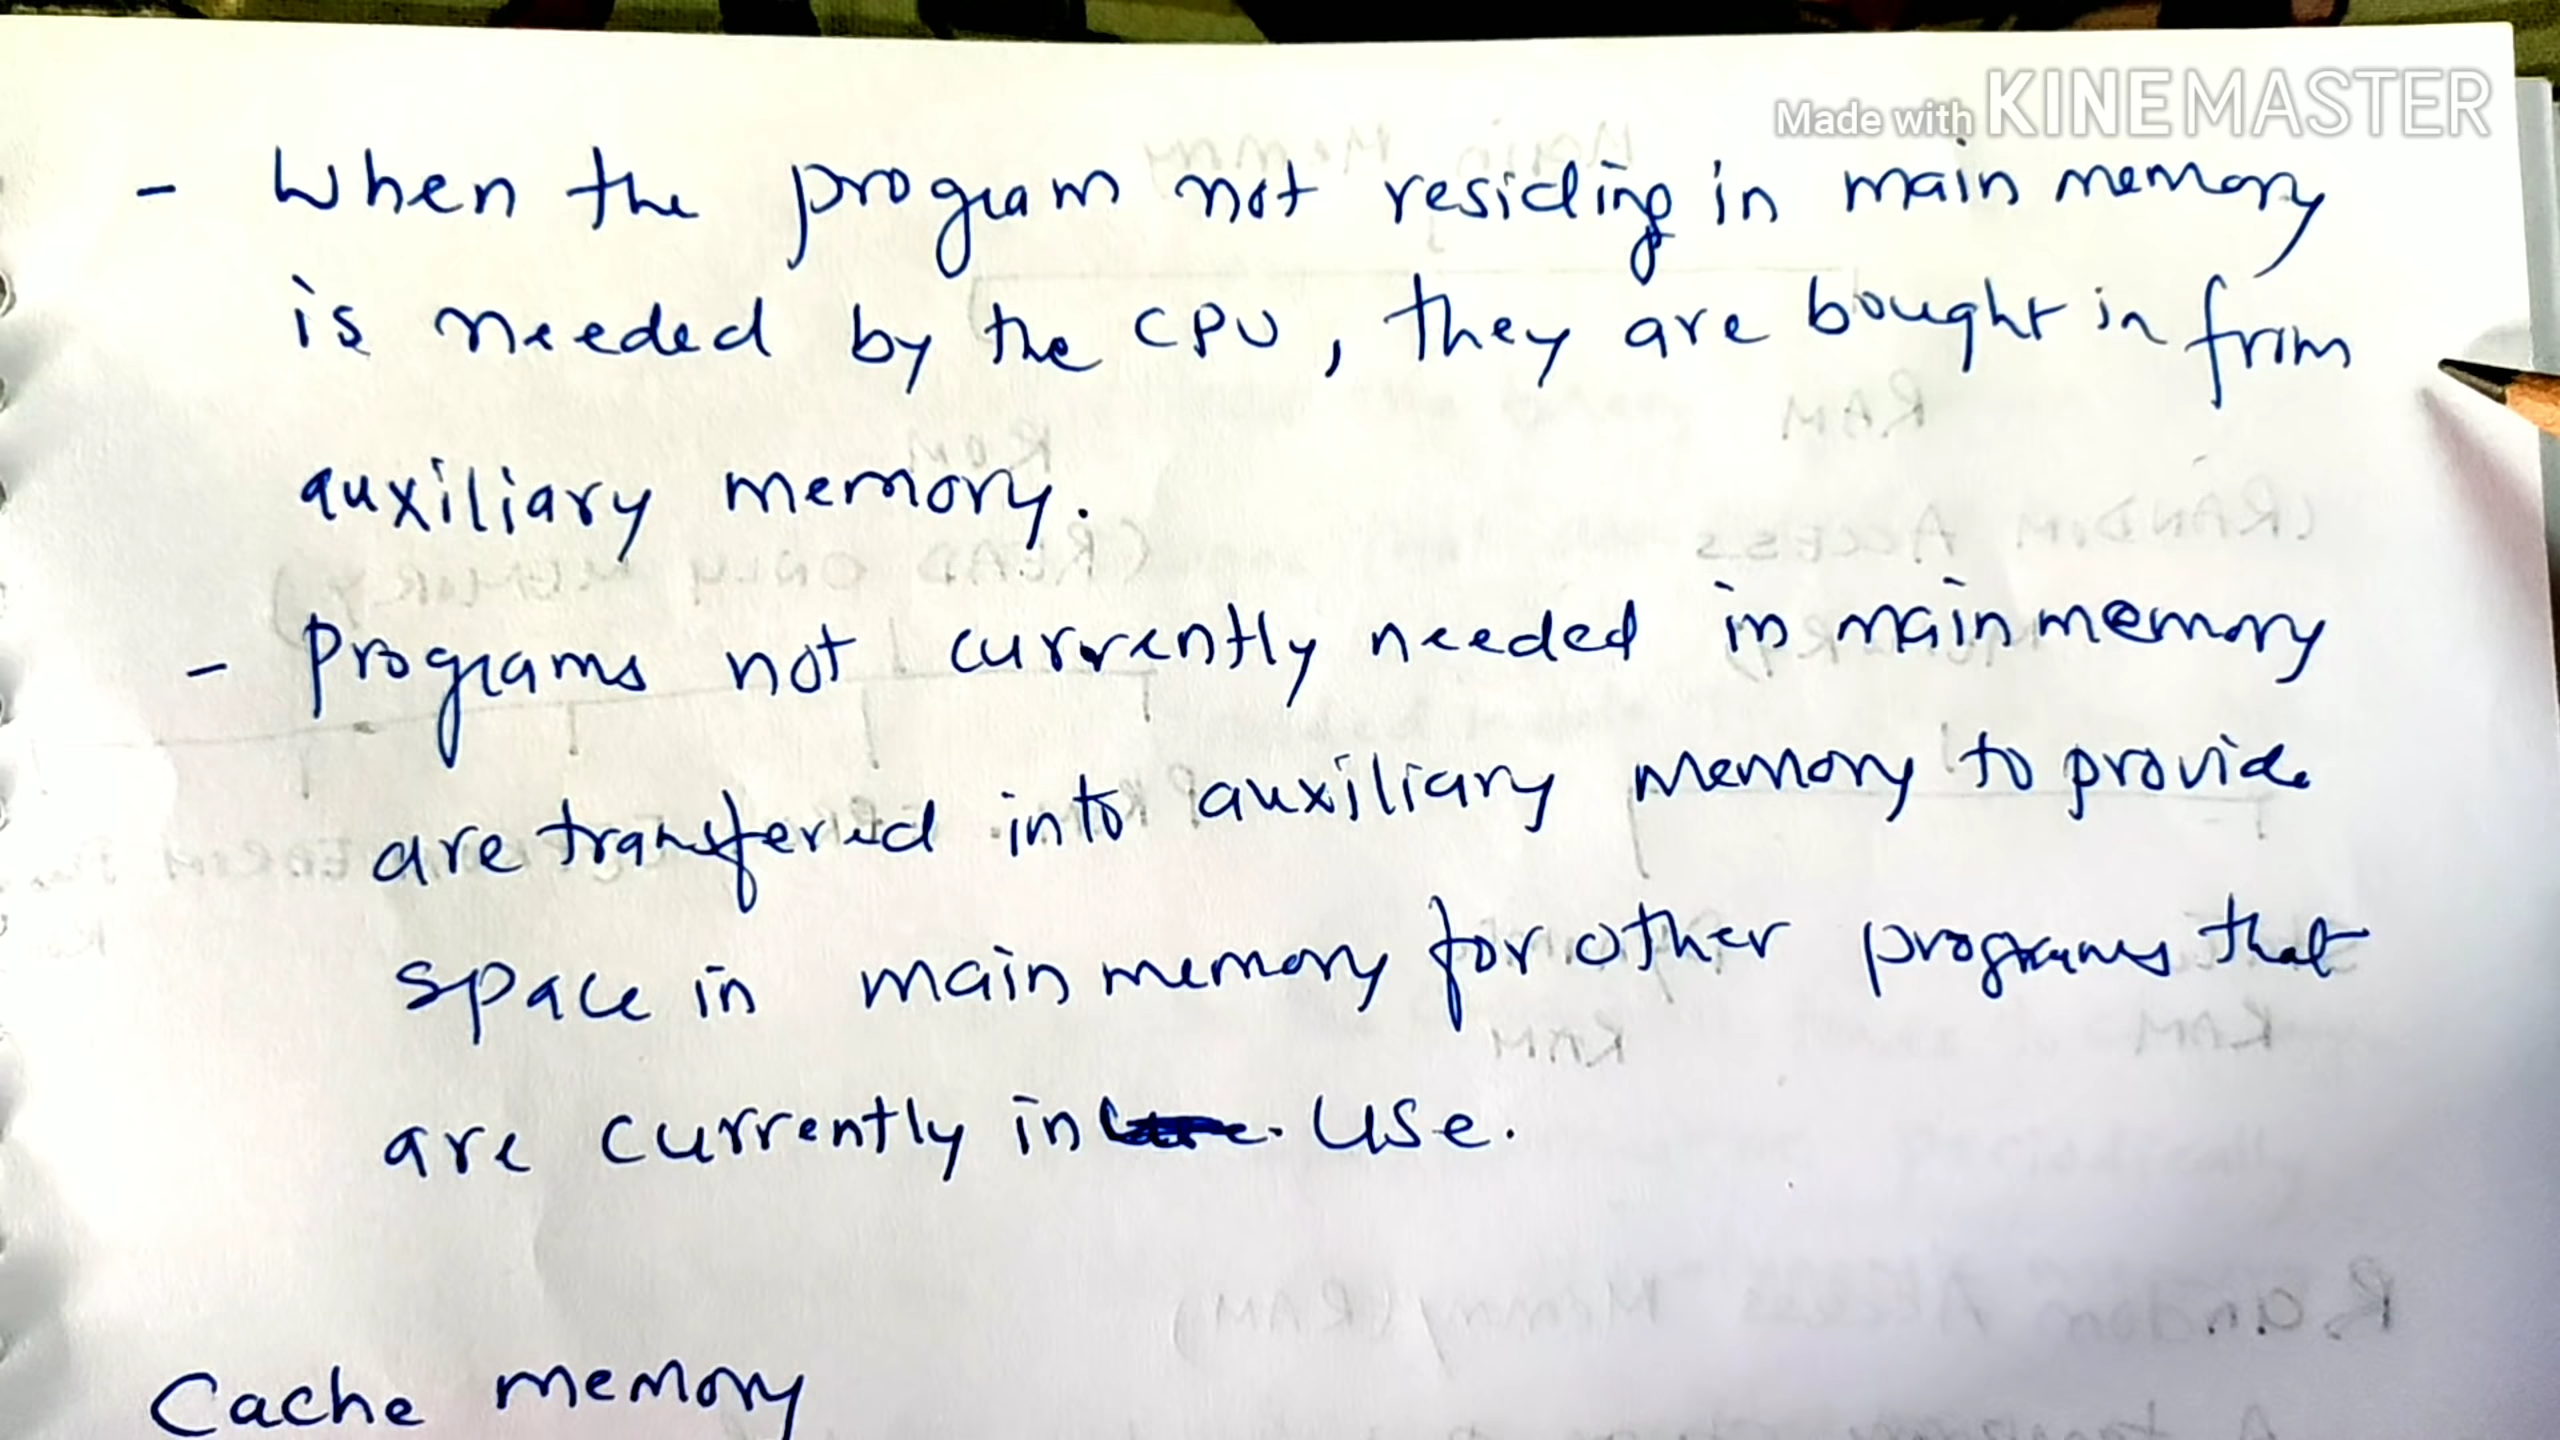 Made with KINEMASTER
- When the program not residing in main memory
is needed by the CPU, they are bought in from
auxiliary memory.
- Programs not currently needed in main memory
are transfered into auxiliary memory to provide
space in main memory for other programs that
are currently in use.
Cache memory